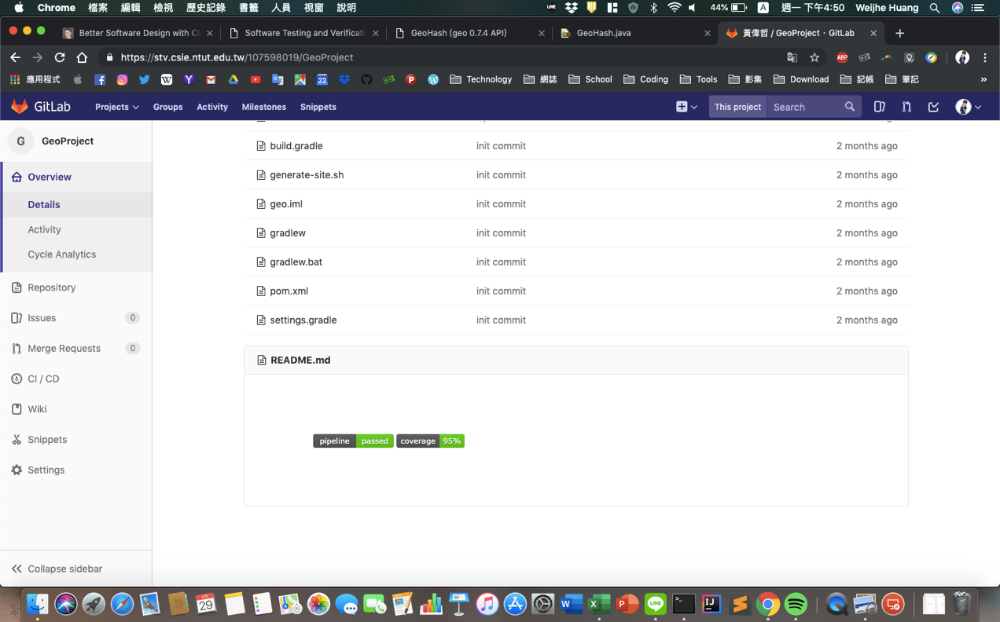 Chrome 檔案 編輯 檢視 歷史記錄 書籤 人員 視窗 說明 LINE 44% A 週一 下午4:50 Weijhe Huang
Better Software Design with Cl Software Testing and Verificati GeoHash (geo 0.7.4 API) GeoHash.java 黃偉哲 / GeoProject · GitLab
https://stv.csie.ntut.edu.tw/107598019/GeoProject ABP
應用程式 22 Technology 網誌 School Coding Tools 影集 Download 記帳 筆記 »
GitLab Projects Groups Activity Milestones Snippets This project Search
G GeoProject
Overview
Details
Activity
Cycle Analytics
Repository
Issues 0
Merge Requests 0
CI / CD
Wiki
Snippets
Settings
Collapse sidebar
build.gradle init commit 2 months ago
generate-site.sh init commit 2 months ago
geo.iml init commit 2 months ago
gradlew init commit 2 months ago
gradlew.bat init commit 2 months ago
pom.xml init commit 2 months ago
settings.gradle init commit 2 months ago
README.md
pipeline passed coverage 95%
29 W X P LINE IJ